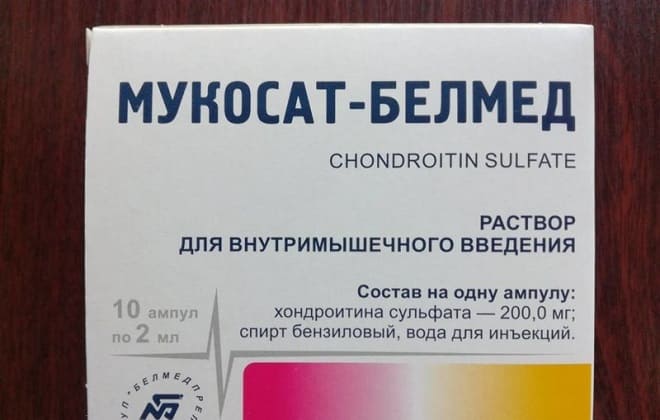 МУКОСАТ-БЕЛМЕД
CHONDROITIN SULFATE
РАСТВОР
ДЛЯ ВНУТРИМЫШЕЧНОГО ВВЕДЕНИЯ
10 ампул
по 2 мл
Состав на одну ампулу:
хондроитина сульфата — 200,0 мг;
спирт бензиловый, вода для инъекций.